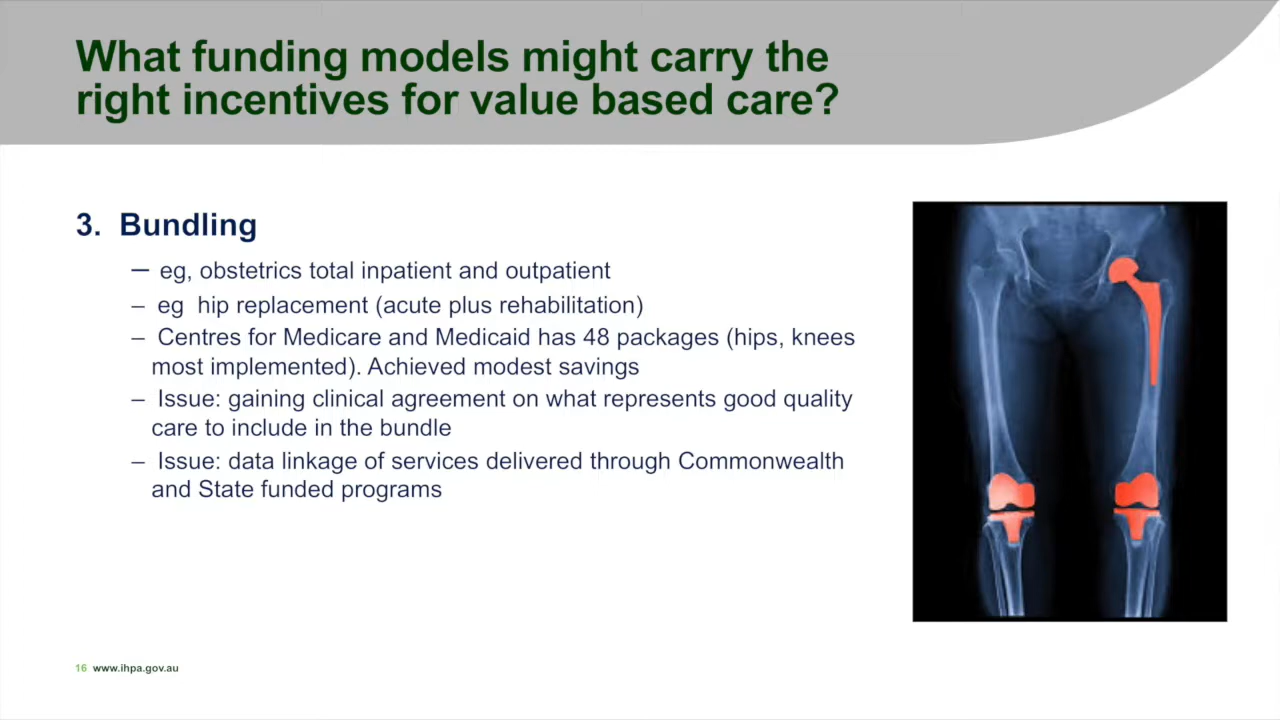 What funding models might carry the
right incentives for value based care?
3. Bundling
– eg, obstetrics total inpatient and outpatient
– eg hip replacement (acute plus rehabilitation)
– Centres for Medicare and Medicaid has 48 packages (hips, knees
most implemented). Achieved modest savings
– Issue: gaining clinical agreement on what represents good quality
care to include in the bundle
– Issue: data linkage of services delivered through Commonwealth
and State funded programs
16 www.ihpa.gov.au